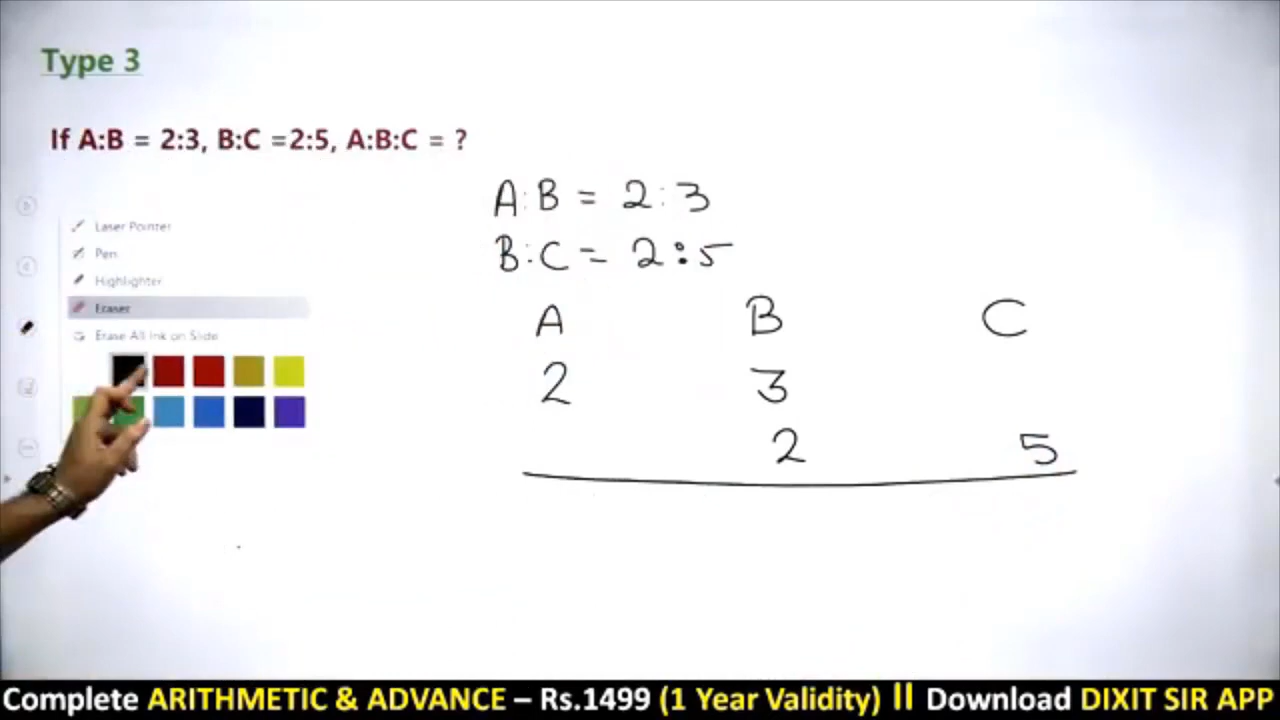 Type 3
If A:B = 2:3, B:C =2:5, A:B:C = ?
A:B = 2:3
B:C = 2:5
Laser Pointer
Pen
Highlighter
Eraser
Erase All Ink on Slide
A B C
2 3
2 5
Complete ARITHMETIC & ADVANCE – Rs.1499 (1 Year Validity) II Download DIXIT SIR APP